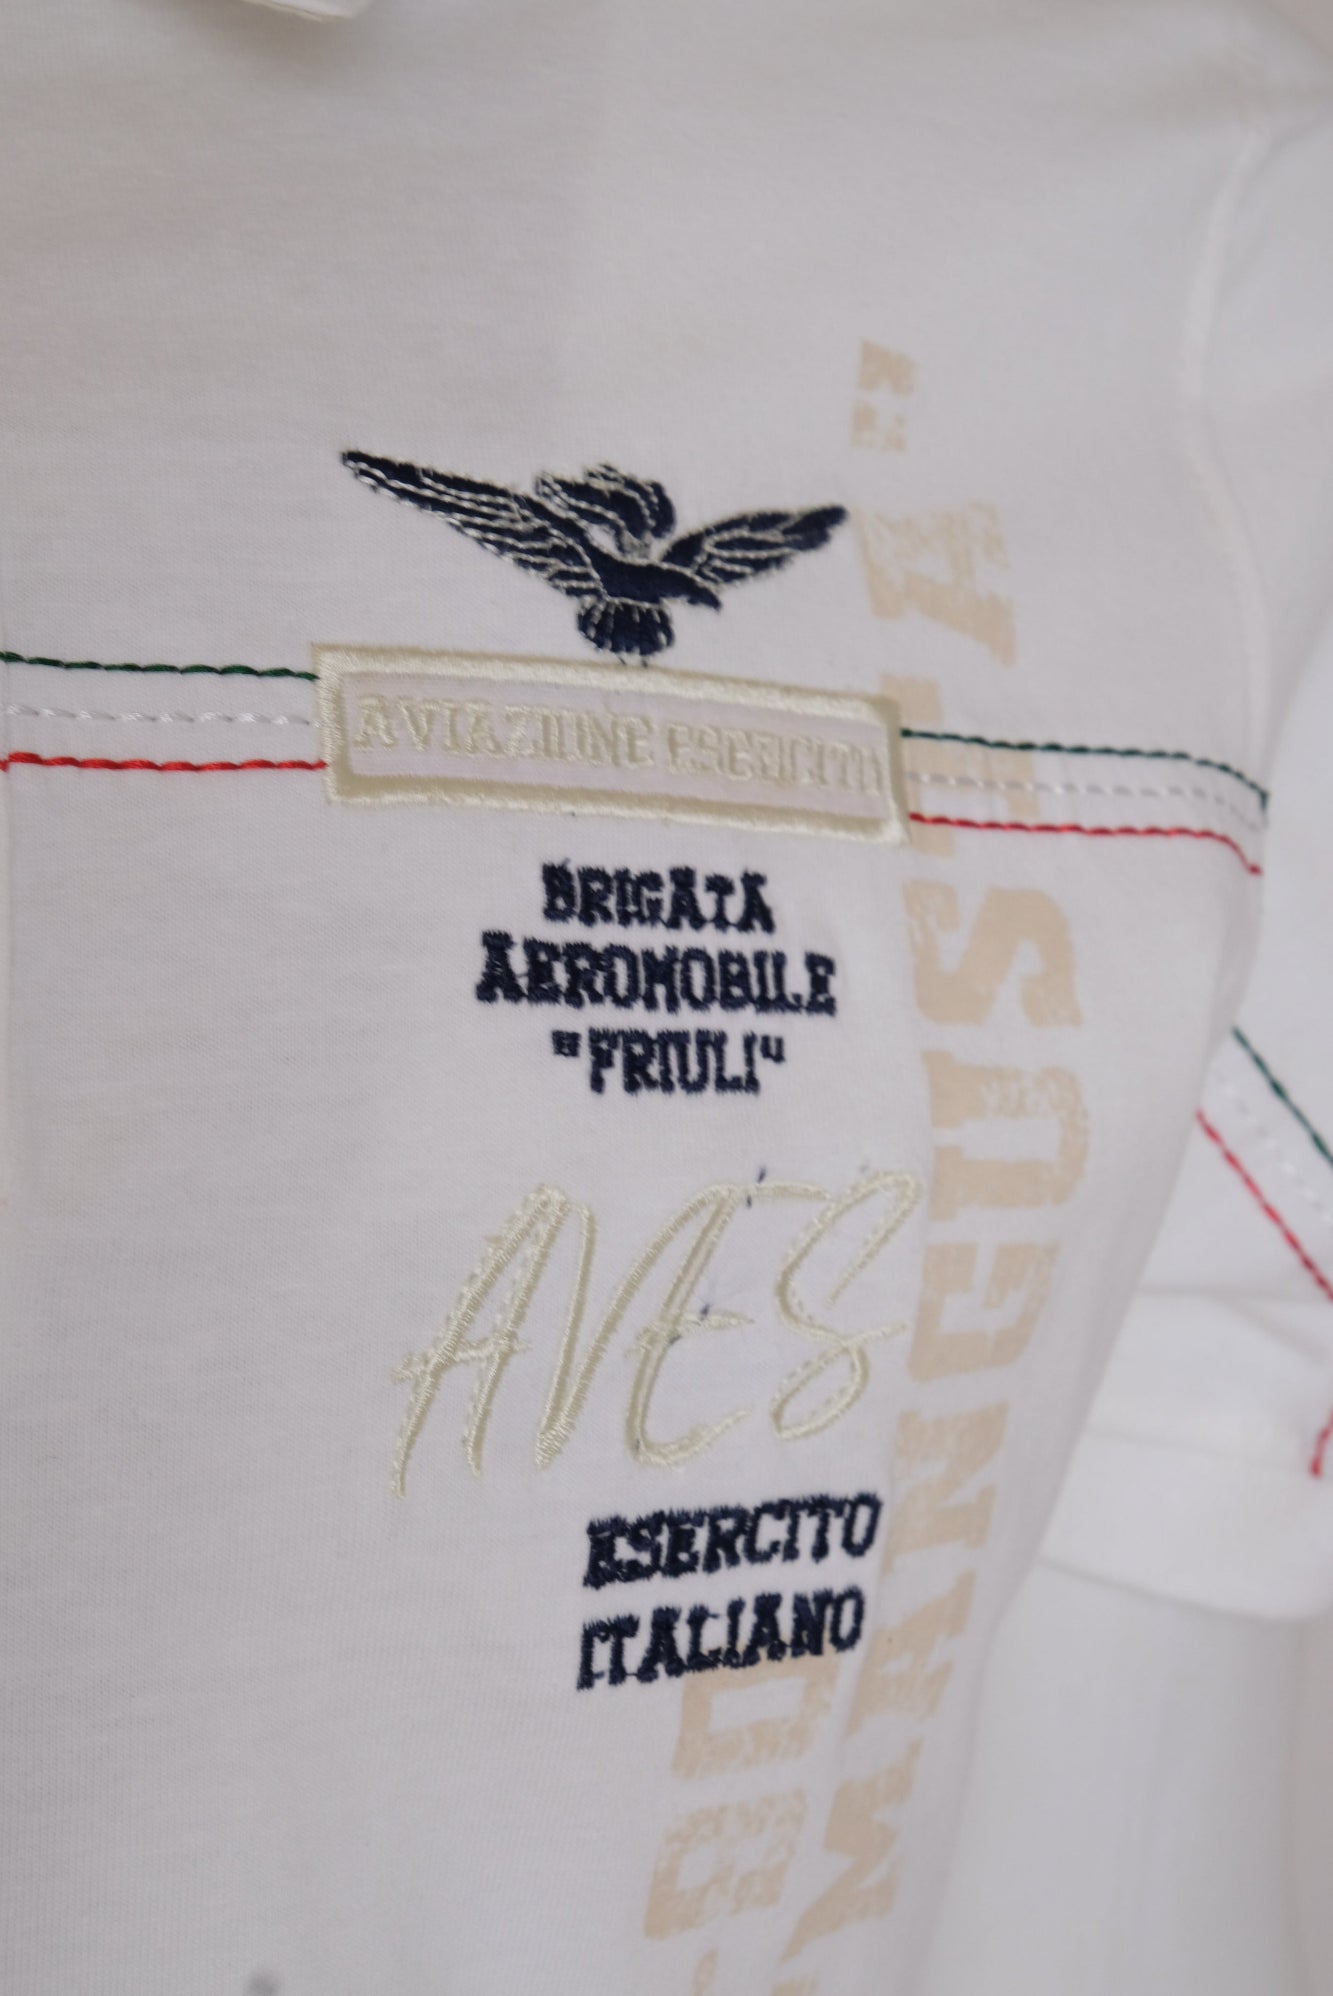 AVIAZIONE ESERCITO
BRIGATA
AEROMOBILE
"FRIULI"
AVES
ESERCITO
ITALIANO